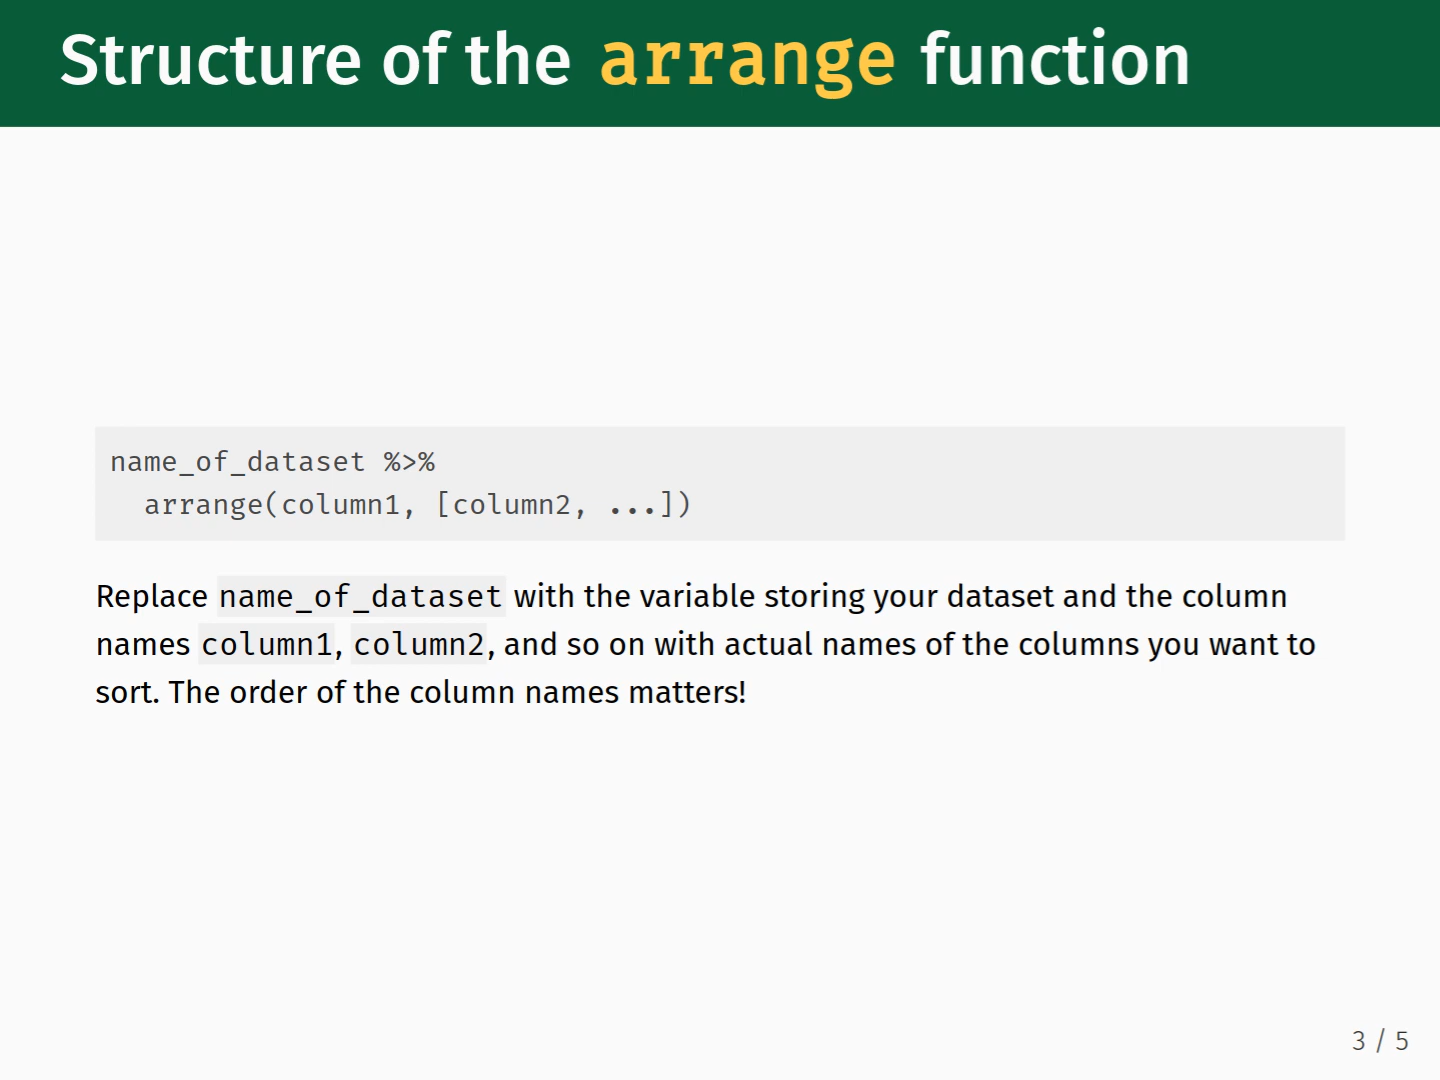 Structure of the arrange function
name_of_dataset %>%
  arrange(column1, [column2, ...])
Replace name_of_dataset with the variable storing your dataset and the column
names column1, column2, and so on with actual names of the columns you want to
sort. The order of the column names matters!
3 / 5